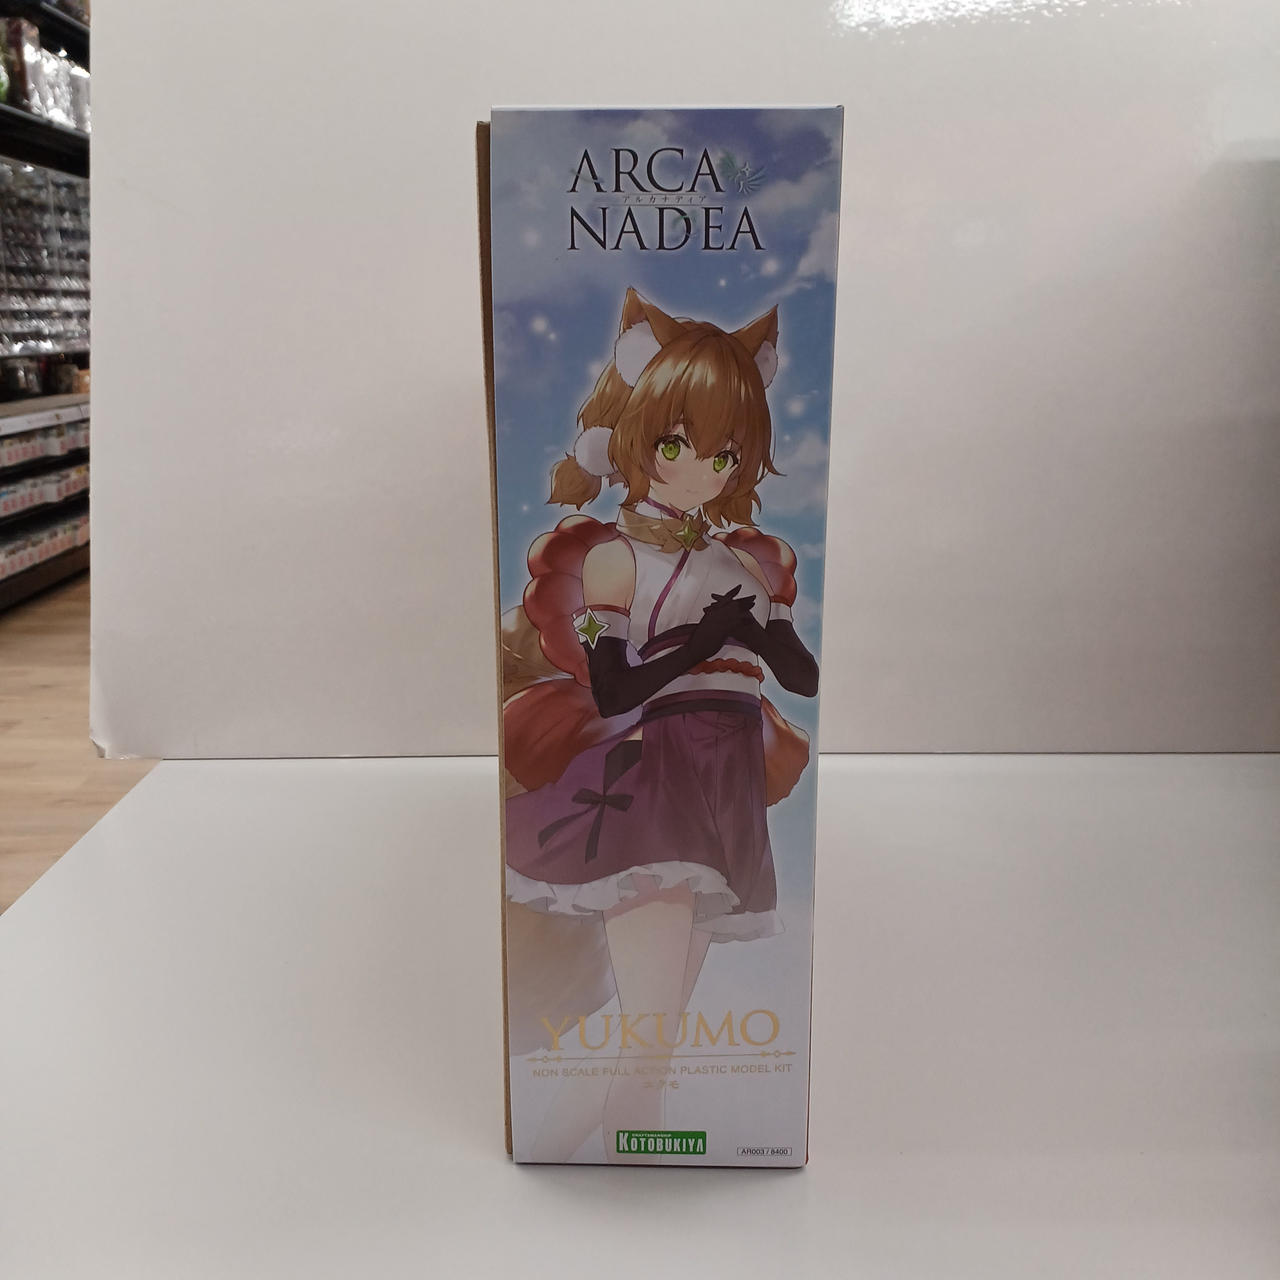 ARCA
アルカナディア
NADEA
YUKUMO
NON SCALE FULL ACTION PLASTIC MODEL KIT
ユクモ
CRAFTSMANSHIP
KOTOBUKIYA
AR003 / 8400